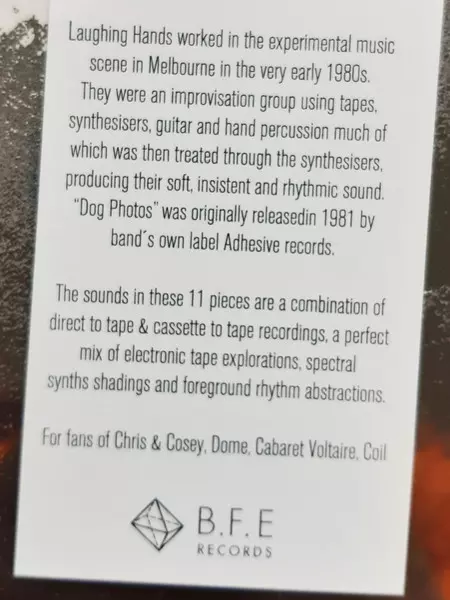 Laughing Hands worked in the experimental music
scene in Melbourne in the very early 1980s.
They were an improvisation group using tapes,
synthesisers, guitar and hand percussion much of
which was then treated through the synthesisers,
producing their soft, insistent and rhythmic sound.
“Dog Photos” was originally releasedin 1981 by
band´s own label Adhesive records.
The sounds in these 11 pieces are a combination of
direct to tape & cassette to tape recordings, a perfect
mix of electronic tape explorations, spectral
synths shadings and foreground rhythm abstractions.
For fans of Chris & Cosey, Dome, Cabaret Voltaire, Coil
B.F.E
RECORDS